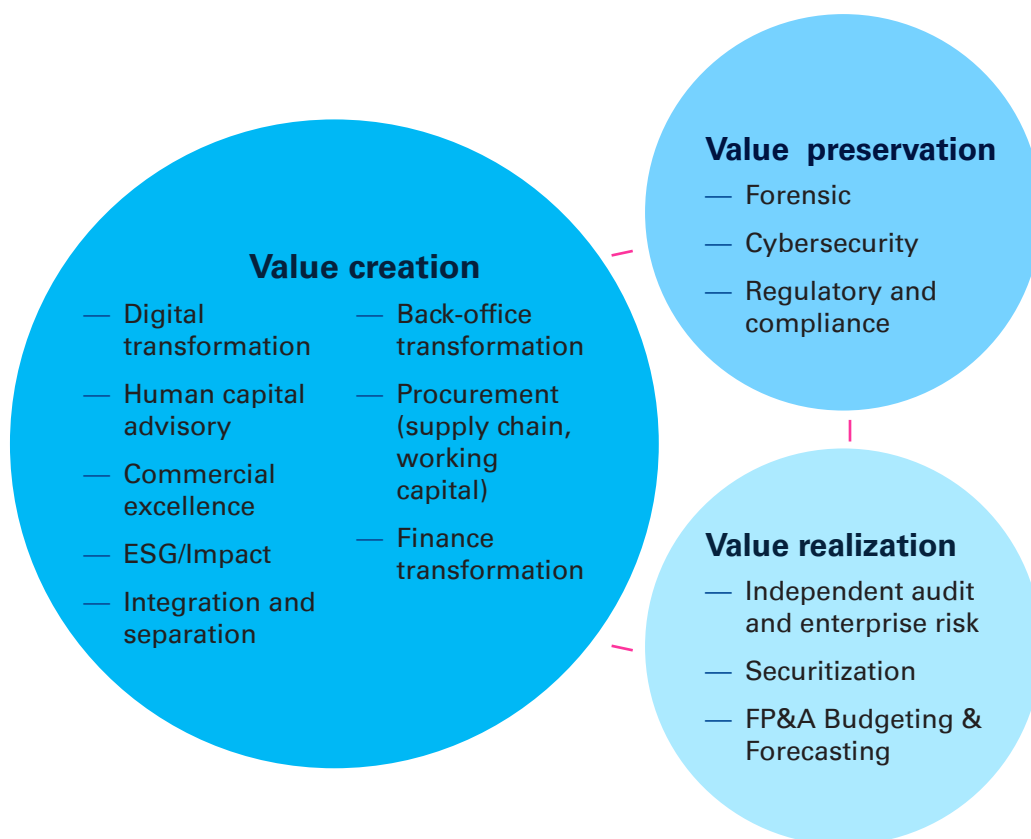 Value creation
— Digital
transformation
— Human capital
advisory
— Commercial
excellence
— ESG/Impact
— Integration and
separation
— Back-office
transformation
— Procurement
(supply chain,
working
capital)
— Finance
transformation
Value preservation
— Forensic
— Cybersecurity
— Regulatory and
compliance
Value realization
— Independent audit
and enterprise risk
— Securitization
— FP&A Budgeting &
Forecasting